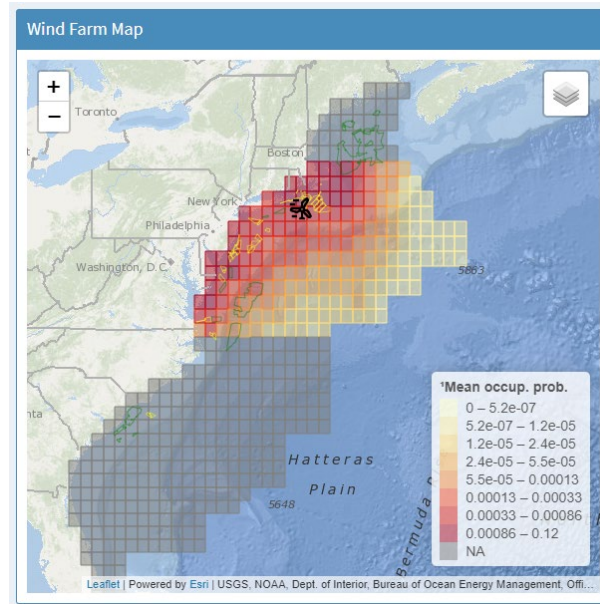 Wind Farm Map
+
−
Toronto
Boston
New York
Philadelphia
Washington, D.C.
5863
Hatteras
Plain
5648
¹Mean occup. prob.
0 – 5.2e-07
5.2e-07 – 1.2e-05
1.2e-05 – 2.4e-05
2.4e-05 – 5.5e-05
5.5e-05 – 0.00013
0.00013 – 0.00033
0.00033 – 0.00086
0.00086 – 0.12
NA
Leaflet | Powered by Esri | USGS, NOAA, Dept. of Interior, Bureau of Ocean Energy Management, Offi...